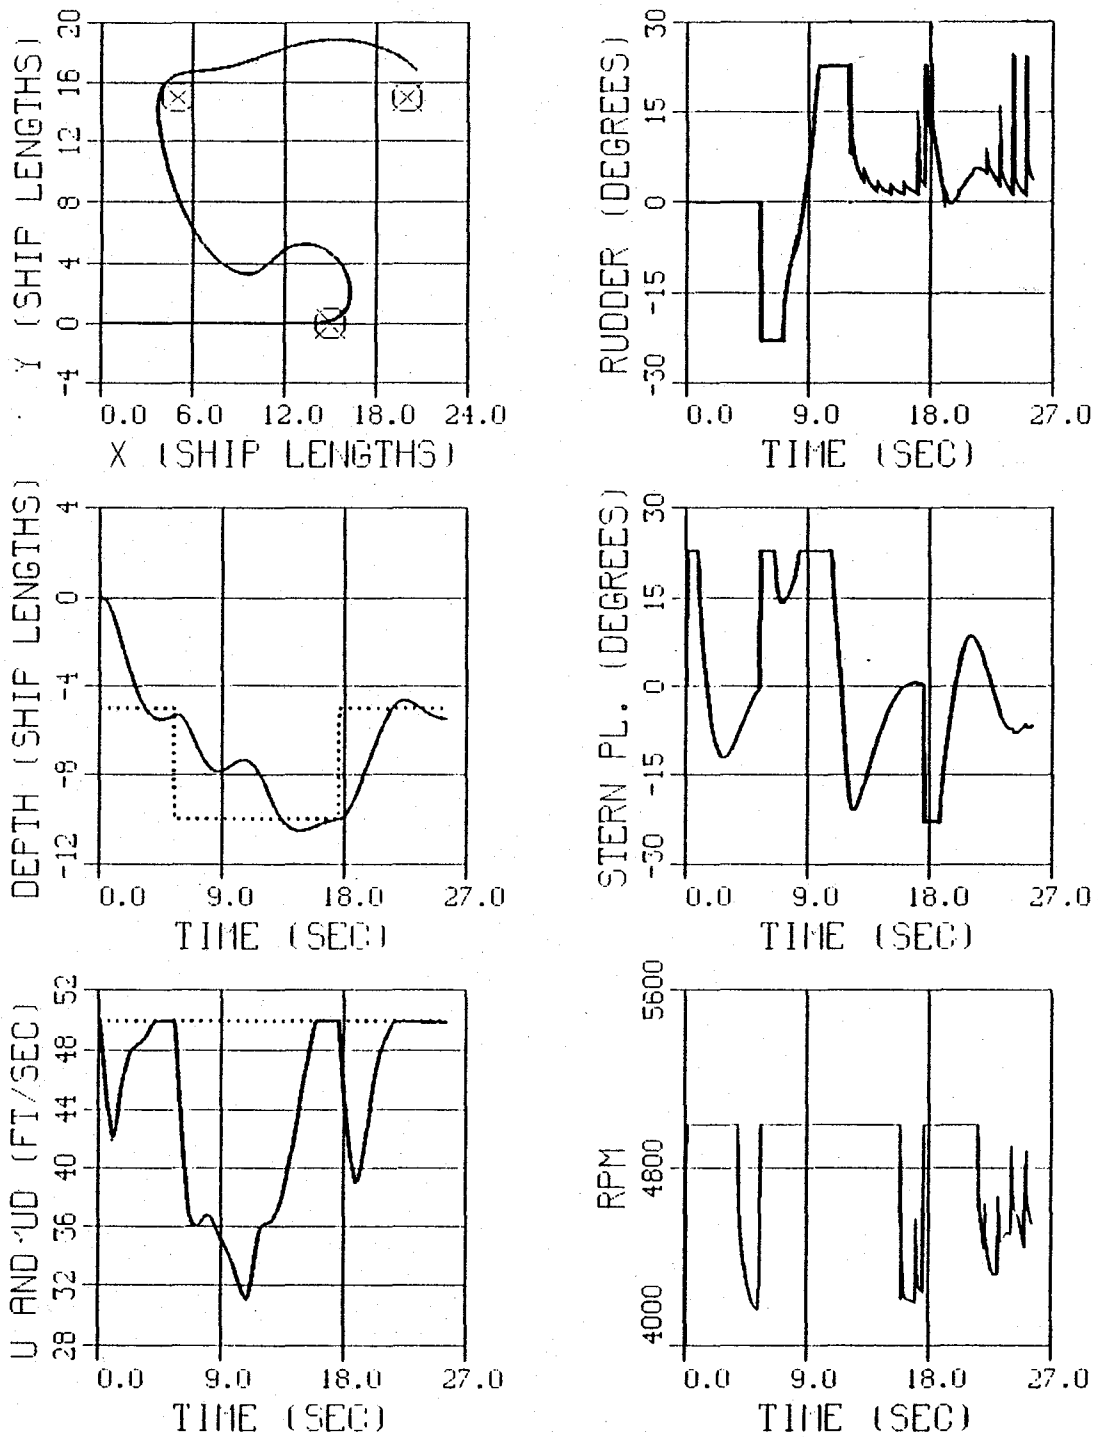 Y (SHIP LENGTHS)
20
16
12
8
4
0
-4
0.0 6.0 12.0 18.0 24.0
X (SHIP LENGTHS)
RUDDER (DEGREES)
30
15
0
-15
-30
0.0 9.0 18.0 27.0
TIME (SEC)
DEPTH (SHIP LENGTHS)
4
0
-4
-8
-12
0.0 9.0 18.0 27.0
TIME (SEC)
STERN PL. (DEGREES)
30
15
0
-15
-30
0.0 9.0 18.0 27.0
TIME (SEC)
U AND UD (FT/SEC)
52
48
44
40
36
32
28
0.0 9.0 18.0 27.0
TIME (SEC)
RPM
5600
4800
4000
0.0 9.0 18.0 27.0
TIME (SEC)